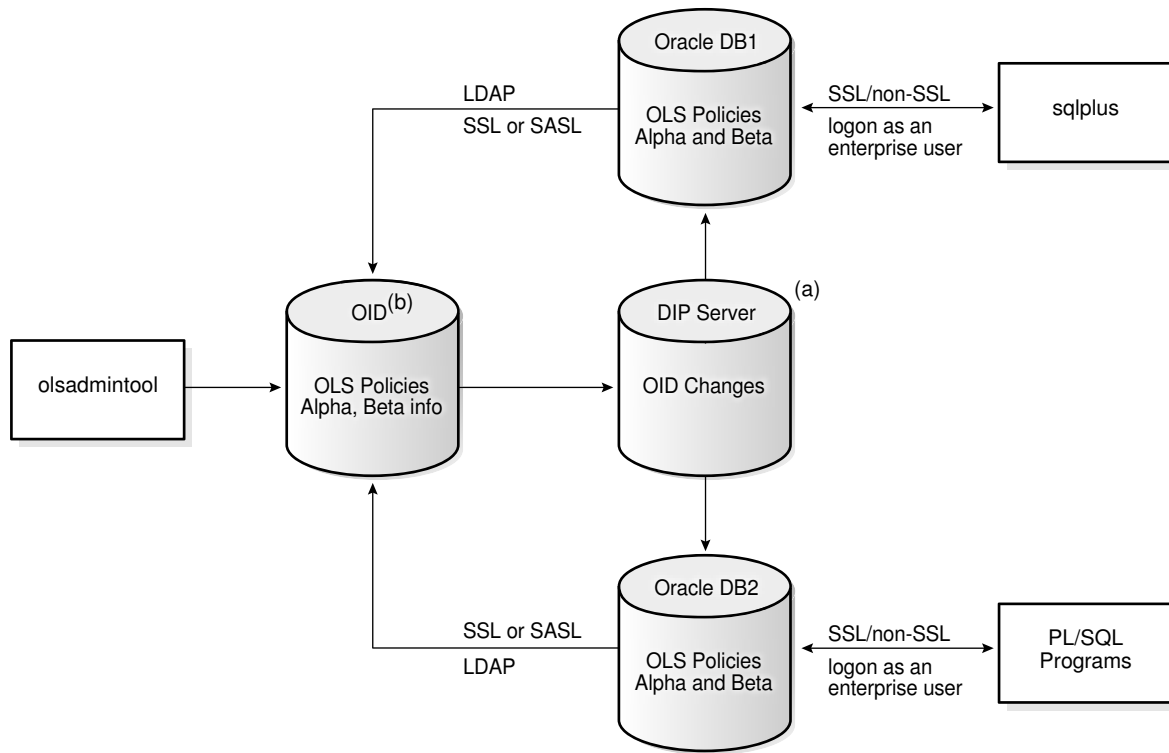 Oracle DB1
OLS Policies
Alpha and Beta
LDAP
SSL or SASL
SSL/non-SSL
logon as an
enterprise user
sqlplus
OID(b)
OLS Policies
Alpha, Beta info
DIP Server
(a)
OID Changes
olsadmintool
Oracle DB2
OLS Policies
Alpha and Beta
SSL or SASL
LDAP
SSL/non-SSL
logon as an
enterprise user
PL/SQL
Programs